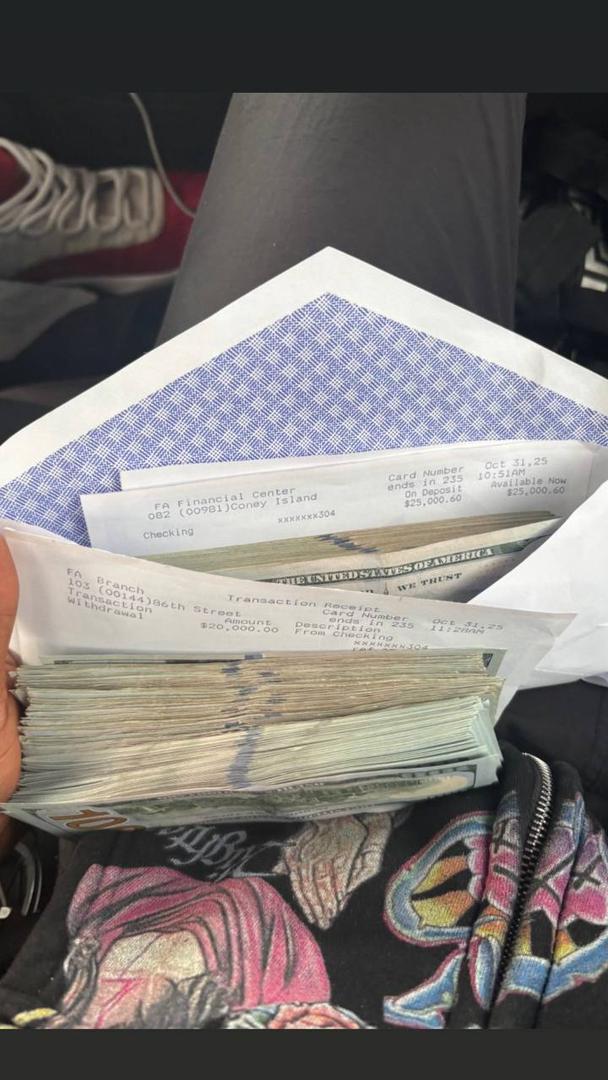 FA Financial Center
082 (00981)Coney Island
Checking
xxxxxxx304
Card Number
ends in 235
On Deposit
$25,000.60
Oct 31,25
10:51AM
Available Now
$25,000.60
THE UNITED STATES OF AMERICA
WE TRUST
FA Branch
103 (00144)86th Street
Transaction
Withdrawal
Transaction Receipt
Amount
$20,000.00
Card Number
ends in 235
Description
From Checking
xxxxxxx304
Oct 31,25
11:28AM